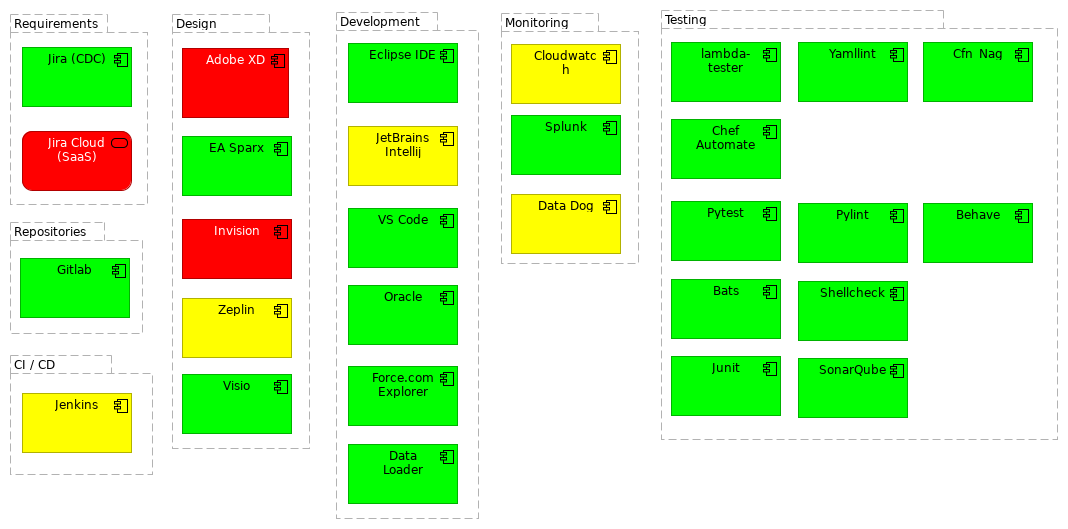 Requirements
Jira (CDC)
Jira Cloud
(SaaS)
Repositories
Gitlab
CI / CD
Jenkins
Design
Adobe XD
EA Sparx
Invision
Zeplin
Visio
Development
Eclipse IDE
JetBrains
Intellij
VS Code
Oracle
Force.com
Explorer
Data
Loader
Monitoring
Cloudwatc
h
Splunk
Data Dog
Testing
lambda-
tester
Yamllint
Cfn_Nag
Chef
Automate
Pytest
Pylint
Behave
Bats
Shellcheck
Junit
SonarQube